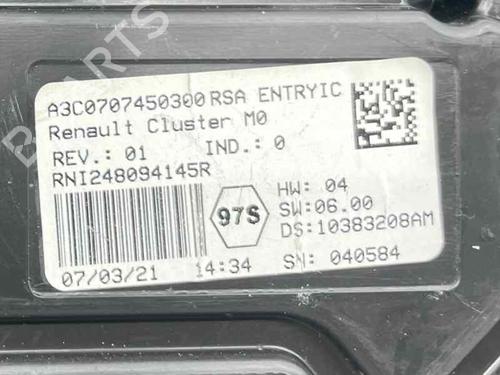 PARTS
A3C0707450300 RSA ENTRYIC
Renault Cluster M0
REV.: 01 IND.: 0
RNI248094145R
97S
HW: 04
SW:06.00
DS:10383208AM
07/03/21 14:34 SN: 040584